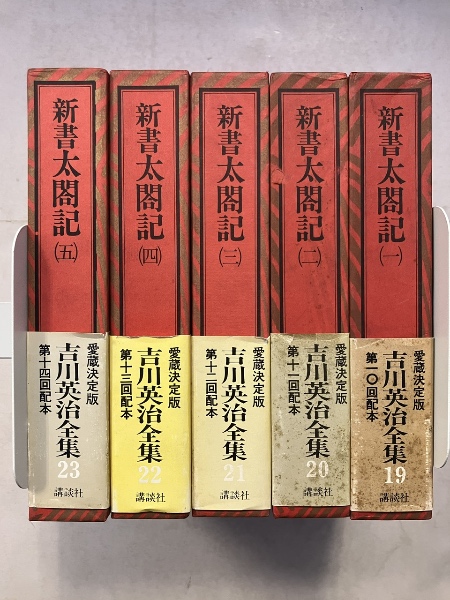 新書太閤記
(一)
愛蔵決定版
吉川英治全集
19
第一〇回配本
講談社
新書太閤記
(二)
愛蔵決定版
吉川英治全集
20
第十一回配本
講談社
新書太閤記
(三)
愛蔵決定版
吉川英治全集
21
第十二回配本
講談社
新書太閤記
(四)
愛蔵決定版
吉川英治全集
22
第十三回配本
講談社
新書太閤記
(五)
愛蔵決定版
吉川英治全集
23
第十四回配本
講談社